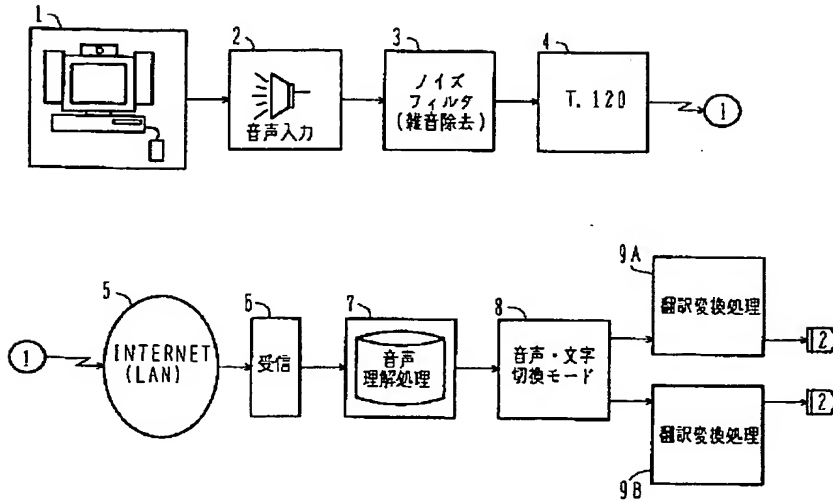 1
2
音声入力
3
ノイズ
フィルタ
(雑音除去)
4
T. 120
1
1
5
INTERNET
(LAN)
6
受信
7
音声
理解処理
8
音声・文字
切換モード
9A
翻訳変換処理
2
2
翻訳変換処理
9B